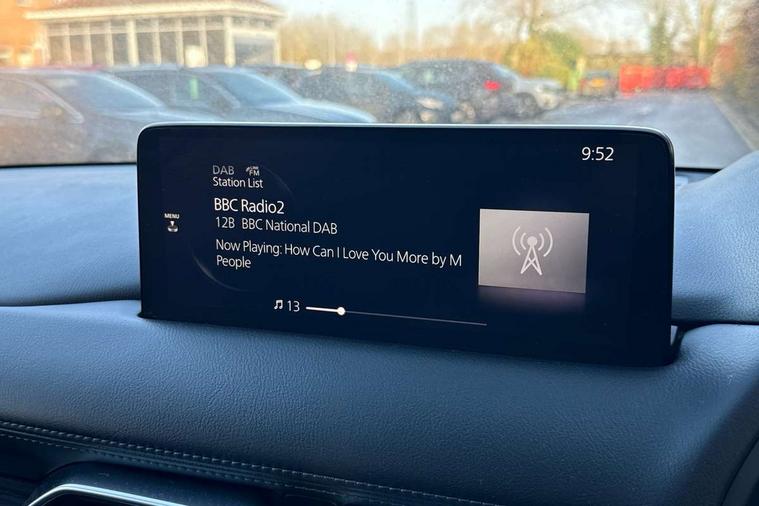 9:52
DAB FM
Station List
BBC Radio2
12B BBC National DAB
Now Playing: How Can I Love You More by M
People
MENU
13